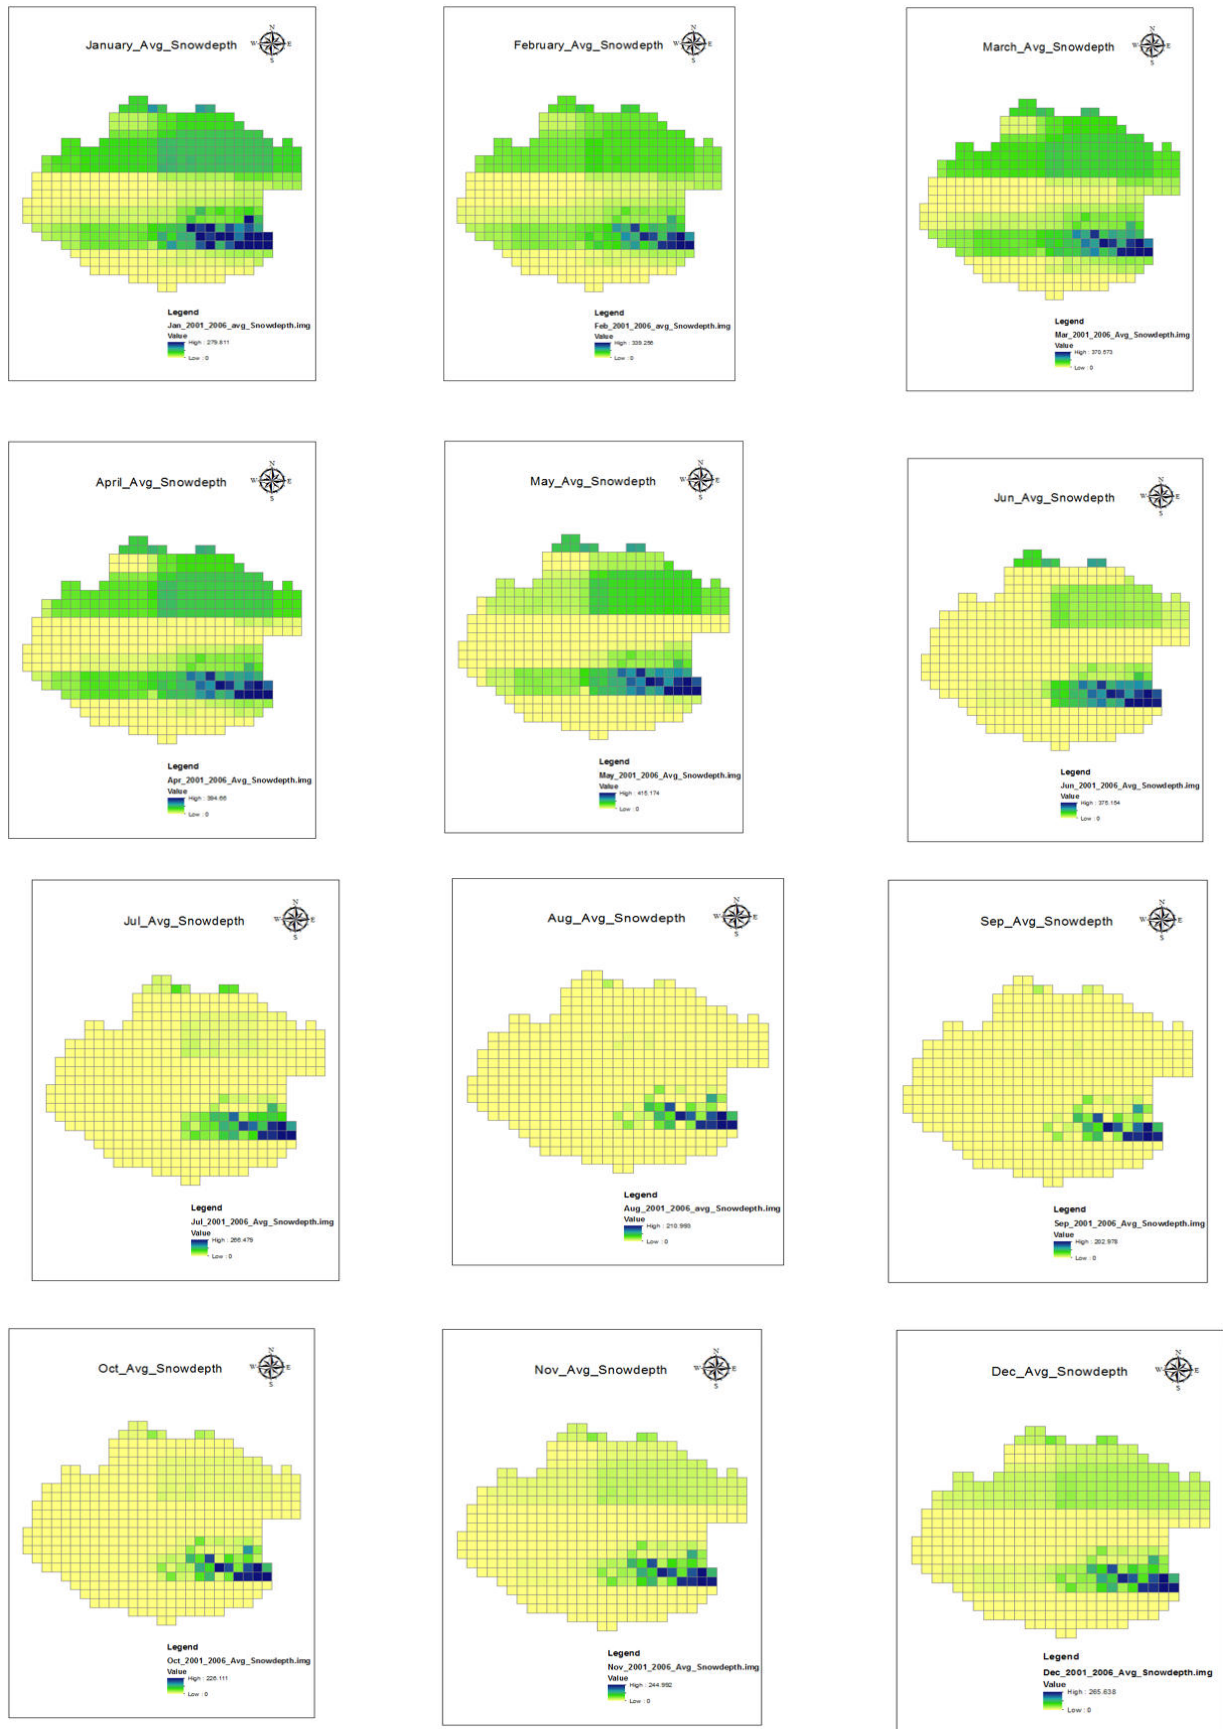 January_Avg_Snowdepth
N
W E
S
Legend
Jan_2001_2006_avg_Snowdepth.img
Value
High : 279.811
Low : 0
February_Avg_Snowdepth
N
W E
S
Legend
Feb_2001_2006_avg_Snowdepth.img
Value
High : 339.256
Low : 0
March_Avg_Snowdepth
N
W E
S
Legend
Mar_2001_2006_Avg_Snowdepth.img
Value
High : 370.573
Low : 0
April_Avg_Snowdepth
N
W E
S
Legend
Apr_2001_2006_Avg_Snowdepth.img
Value
High : 394.66
Low : 0
May_Avg_Snowdepth
N
W E
S
Legend
May_2001_2006_Avg_Snowdepth.img
Value
High : 415.174
Low : 0
Jun_Avg_Snowdepth
N
W E
S
Legend
Jun_2001_2006_Avg_Snowdepth.img
Value
High : 375.154
Low : 0
Jul_Avg_Snowdepth
N
W E
S
Legend
Jul_2001_2006_Avg_Snowdepth.img
Value
High : 266.479
Low : 0
Aug_Avg_Snowdepth
N
W E
S
Legend
Aug_2001_2006_avg_Snowdepth.img
Value
High :
Low : 0
Sep_Avg_Snowdepth
N
W E
S
Legend
Sep_2001_2006_Avg_Snowdepth.img
Value
High : 202.978
Low : 0
Oct_Avg_Snowdepth
N
W E
S
Legend
Oct_2001_2006_Avg_Snowdepth.img
Value
High : 226.111
Low : 0
Nov_Avg_Snowdepth
N
W E
S
Legend
Nov_2001_2006_Avg_Snowdepth.img
Value
High : 244.992
Low : 0
Dec_Avg_Snowdepth
N
W E
S
Legend
Dec_2001_2006_Avg_Snowdepth.img
Value
High : 265.638
Low : 0